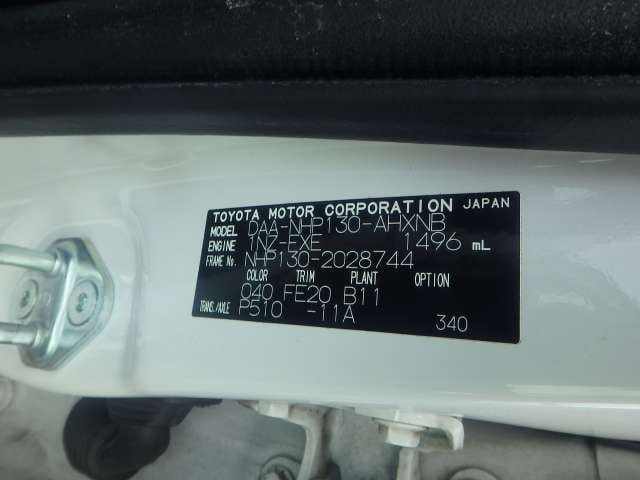 TOYOTA MOTOR CORPORATION JAPAN
MODEL DAA-NHP130-AHXNB
ENGINE 1NZ-EXE 1496 mL
FRAME No. NHP130-2028744
COLOR TRIM PLANT OPTION
040 FE20 B11
TRANS./AXLE P510 -11A
340